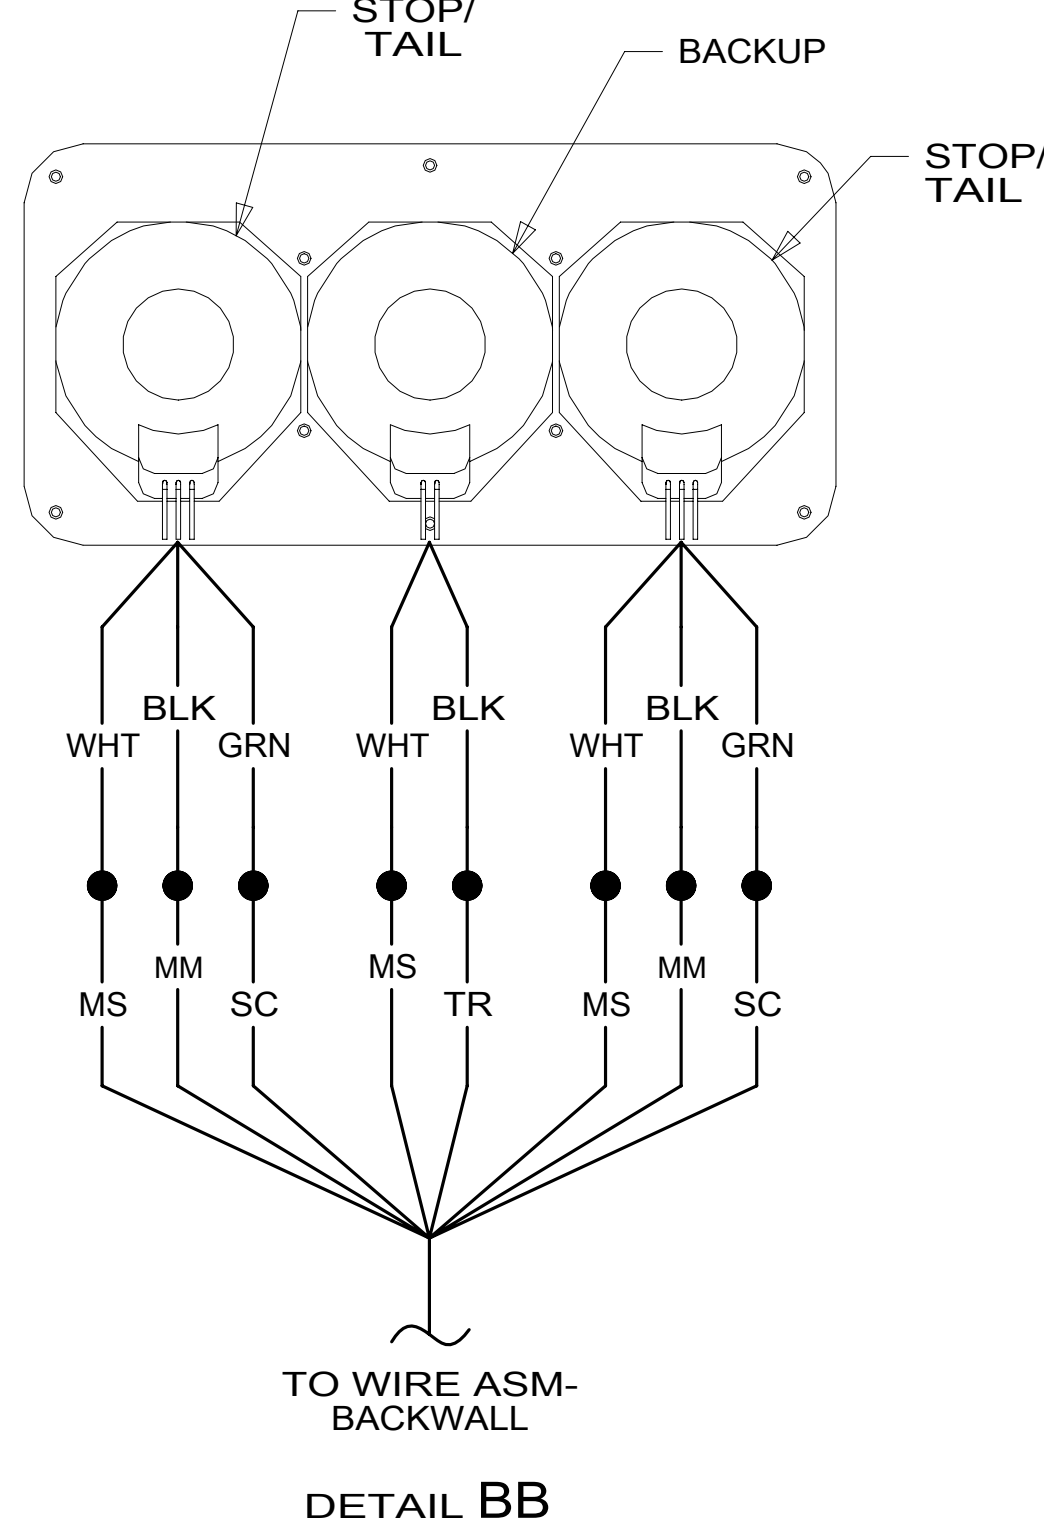 STOP/
TAIL
BACKUP
STOP/
TAIL
BLK BLK BLK
WHT GRN WHT WHT GRN
MM MS MM
MS SC TR MS SC
TO WIRE ASM-
BACKWALL
DETAIL BB